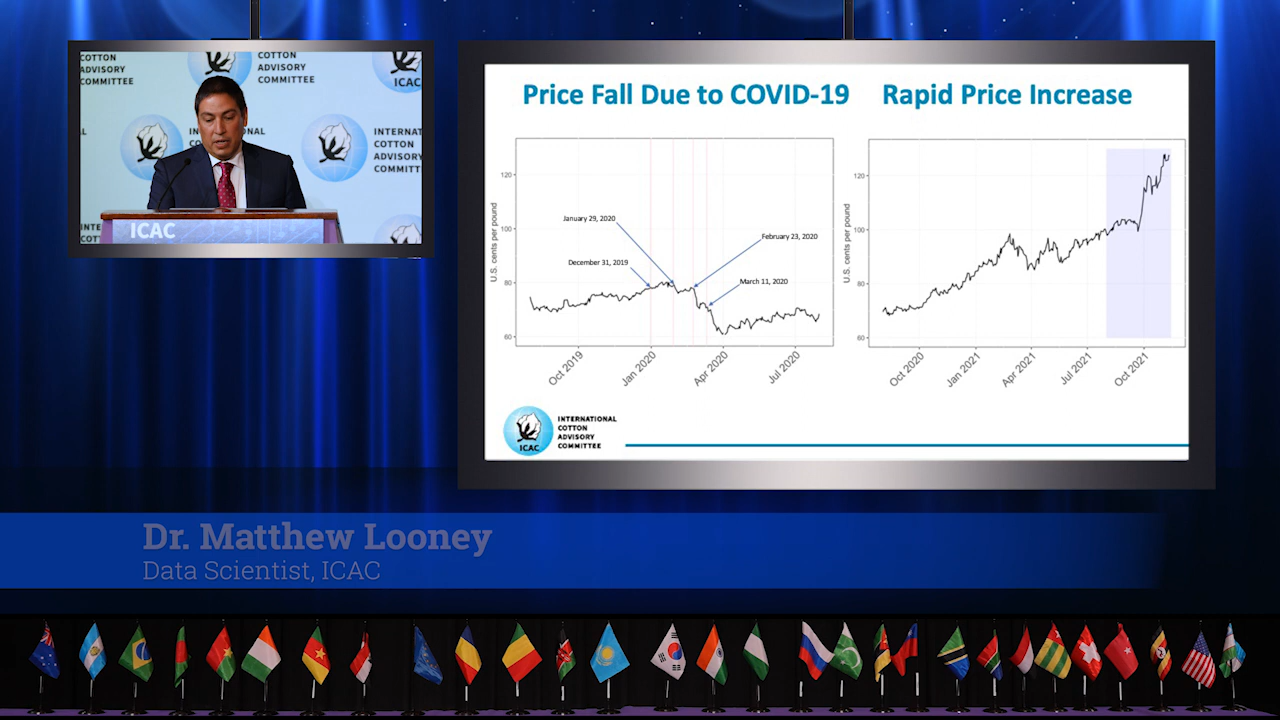 COTTON
ADVISORY
COMMITTEE
COTTON
ADVISORY
COMMITTEE
ICAC
INTERNATIONAL
COTTON
ADVISORY
ICAC
Price Fall Due to COVID-19
Rapid Price Increase
U.S. cents per pound
120
100
80
60
January 29, 2020
December 31, 2019
February 23, 2020
March 11, 2020
Oct 2019
Jan 2020
Apr 2020
Jul 2020
U.S. cents per pound
120
100
80
60
Oct 2020
Jan 2021
Apr 2021
Jul 2021
Oct 2021
ICAC
INTERNATIONAL
COTTON
ADVISORY
COMMITTEE
Dr. Matthew Looney
Data Scientist, ICAC